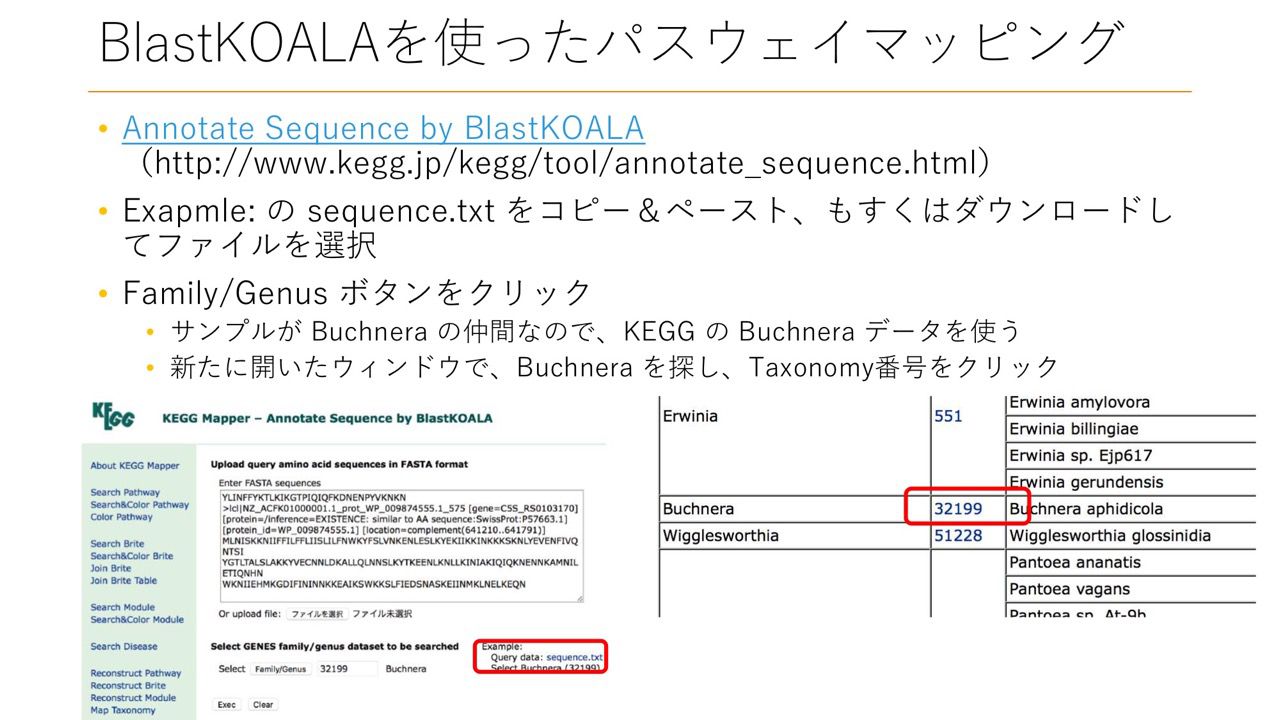 BlastKOALAを使ったパスウェイマッピング
• Annotate Sequence by BlastKOALA
（http://www.kegg.jp/kegg/tool/annotate_sequence.html）
• Exapmle: の sequence.txt をコピー＆ペースト、もすくはダウンロードし
てファイルを選択
• Family/Genus ボタンをクリック
• サンプルが Buchnera の仲間なので、KEGG の Buchnera データを使う
• 新たに開いたウィンドウで、Buchnera を探し、Taxonomy番号をクリック
KEGG
KEGG Mapper – Annotate Sequence by BlastKOALA
About KEGG Mapper
Search Pathway
Search&Color Pathway
Color Pathway
Search Brite
Search&Color Brite
Join Brite
Join Brite Table
Search Module
Search&Color Module
Search Disease
Reconstruct Pathway
Reconstruct Brite
Reconstruct Module
Map Taxonomy
Upload query amino acid sequences in FASTA format
Enter FASTA sequences
YLINFFYKTLKIKGTPIQIQFKDNENPYVKNKN
>lcl|NZ_ACFK01000001.1_prot_WP_009874555.1_575 [gene=C5S_RS0103170]
[protein=/inference=EXISTENCE: similar to AA sequence:SwissProt:P57663.1]
[protein_id=WP_009874555.1] [location=complement(641210..641791)]
MLNISKKNIIFFILFFLIISLILFNWKYFSLVNKENLESLKYEKIIKKINKKKSKNLYEVENFIVQ
NTSI
YGTLTALSLAKKYVECNNLDKALLQLNNSLKYTKEENLKNLLKINIAKIQIQKNENNKAMNIL
ETIQNHN
WKNIIEHMKGDIFININNKKEAIKSWKKSLFIEDSNASKEIINMKLNELKEQN
Or upload file: ファイルを選択 ファイル未選択
Select GENES family/genus dataset to be searched
Select Family/Genus 32199 Buchnera
Example:
Query data: sequence.txt
Select Buchnera (32199)
Exec Clear
Erwinia 551 Erwinia amylovora
Erwinia billingiae
Erwinia sp. Ejp617
Erwinia gerundensis
Buchnera 32199 Buchnera aphidicola
Wigglesworthia 51228 Wigglesworthia glossinidia
Pantoea ananatis
Pantoea vagans
Pantoea sp. At-9b